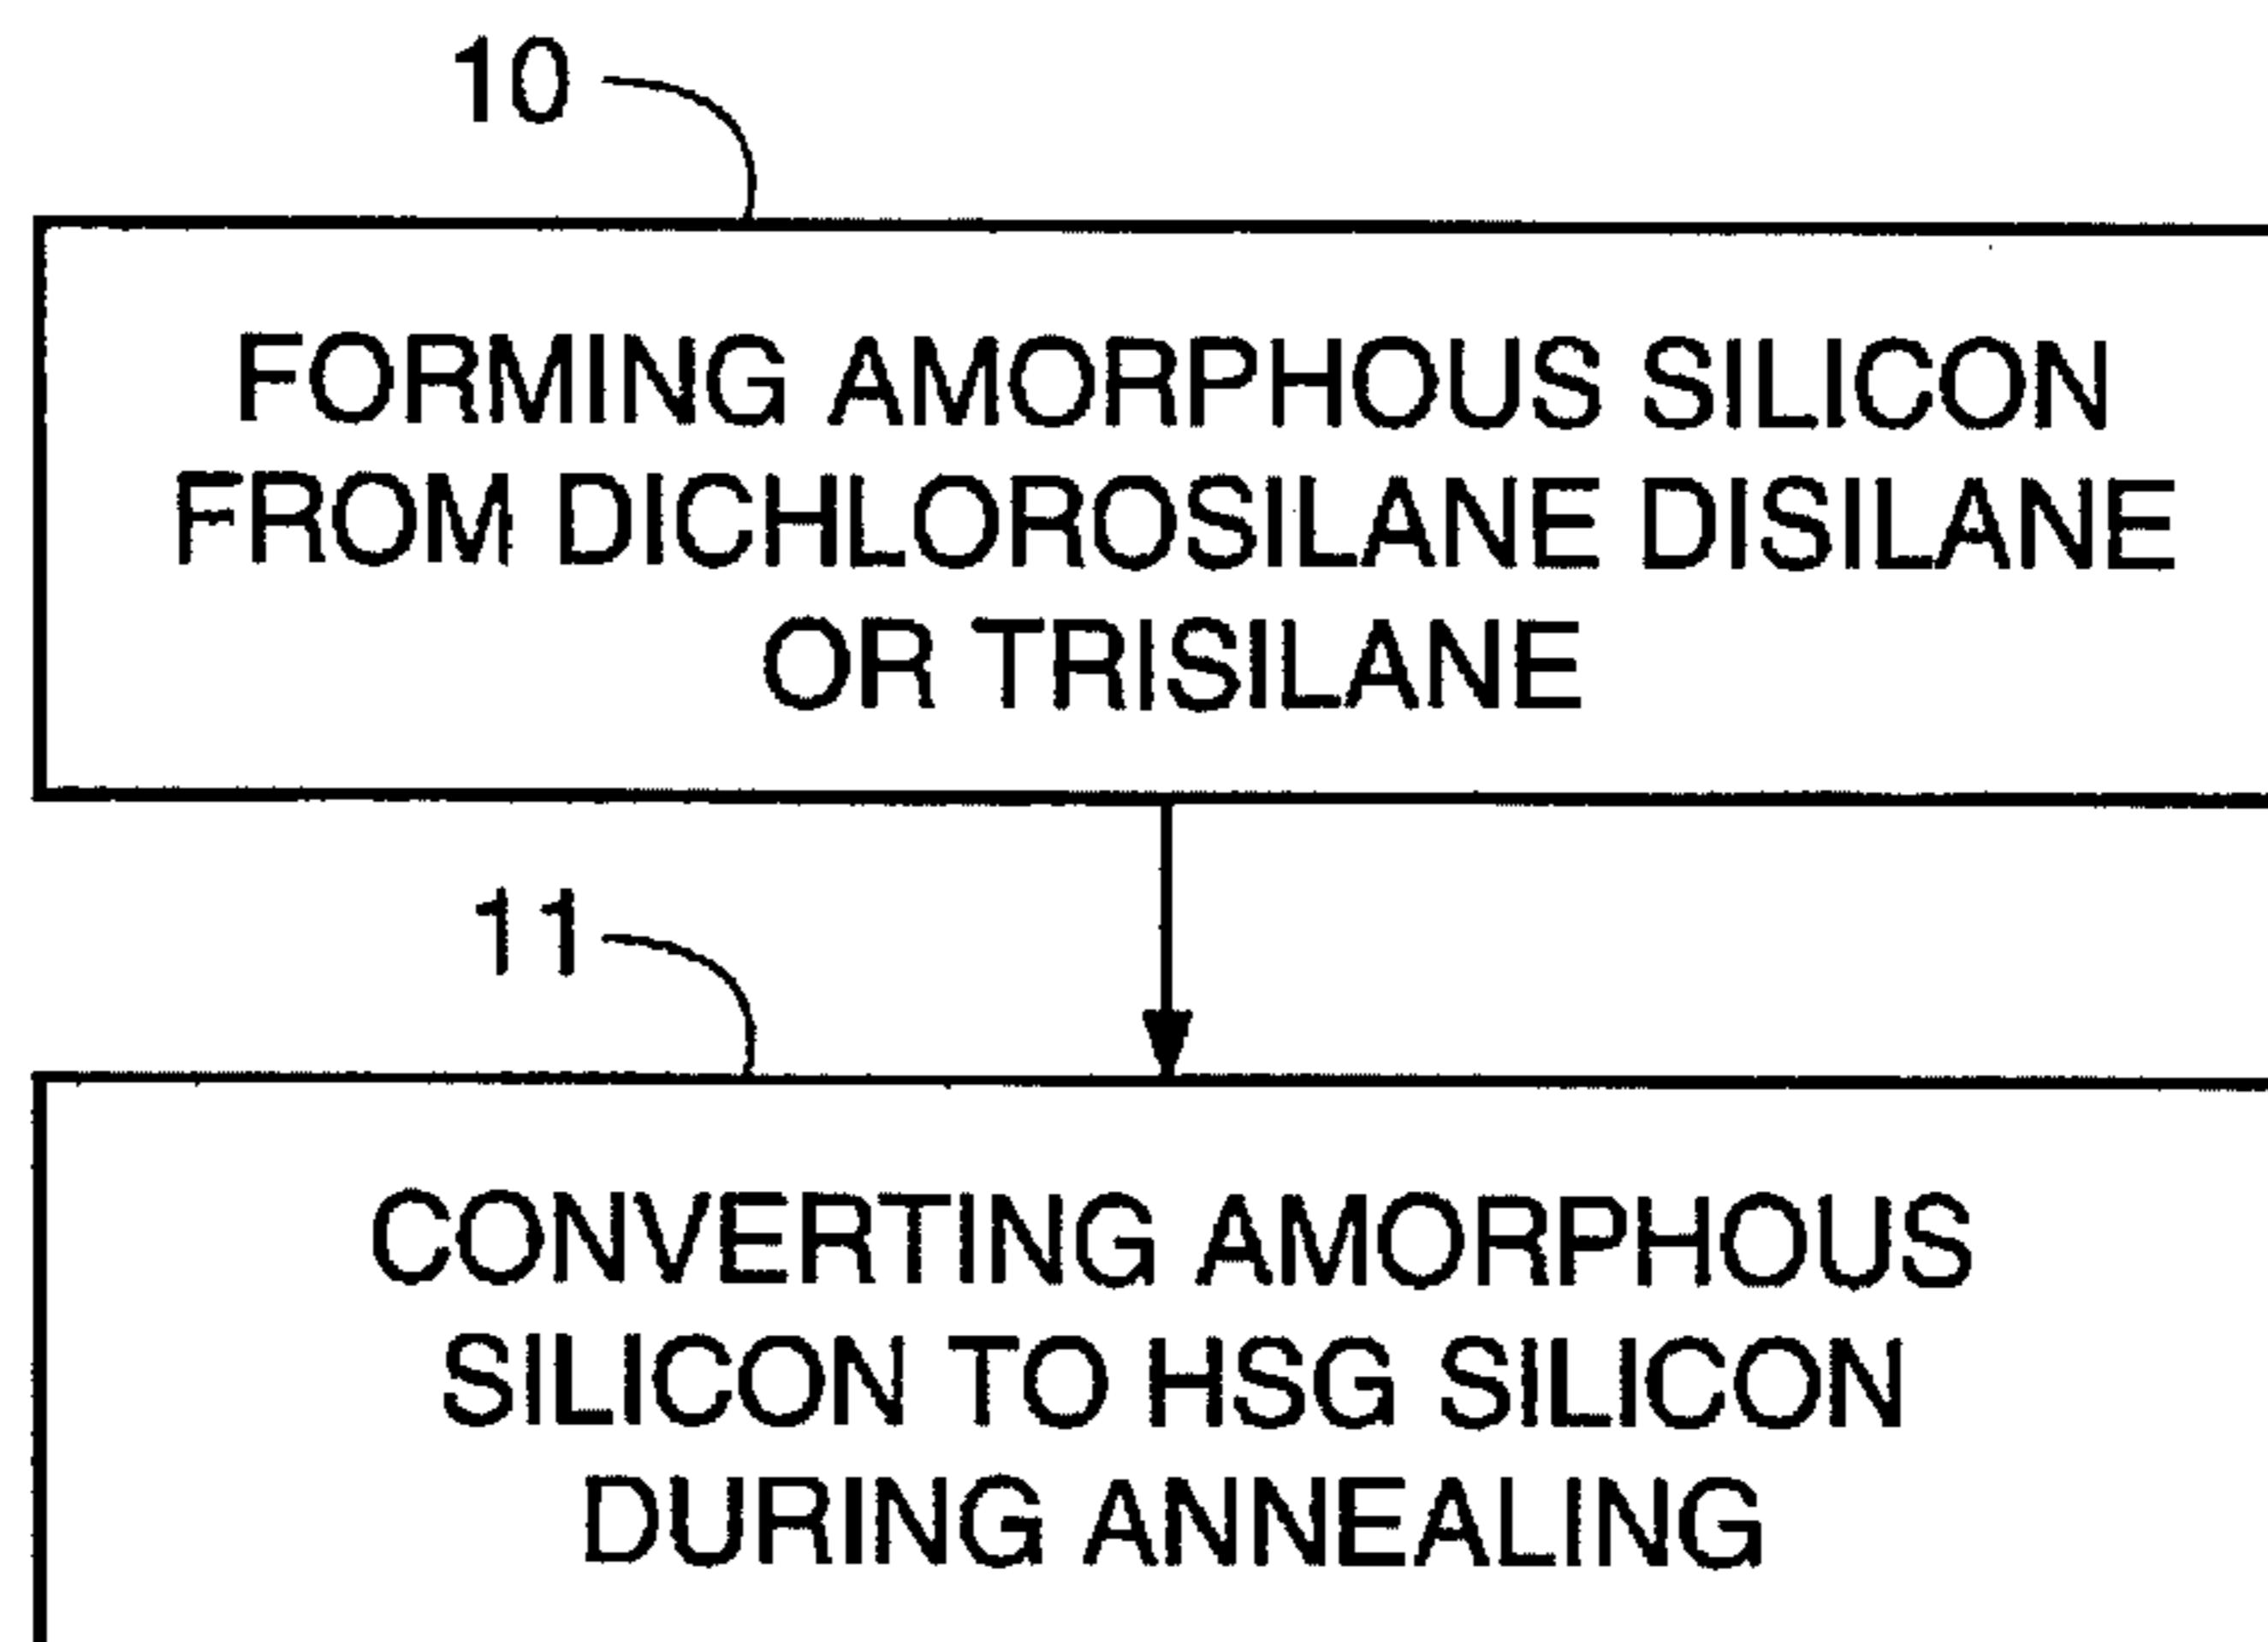 10
FORMING AMORPHOUS SILICON
FROM DICHLOROSILANE DISILANE
OR TRISILANE
11
CONVERTING AMORPHOUS
SILICON TO HSG SILICON
DURING ANNEALING